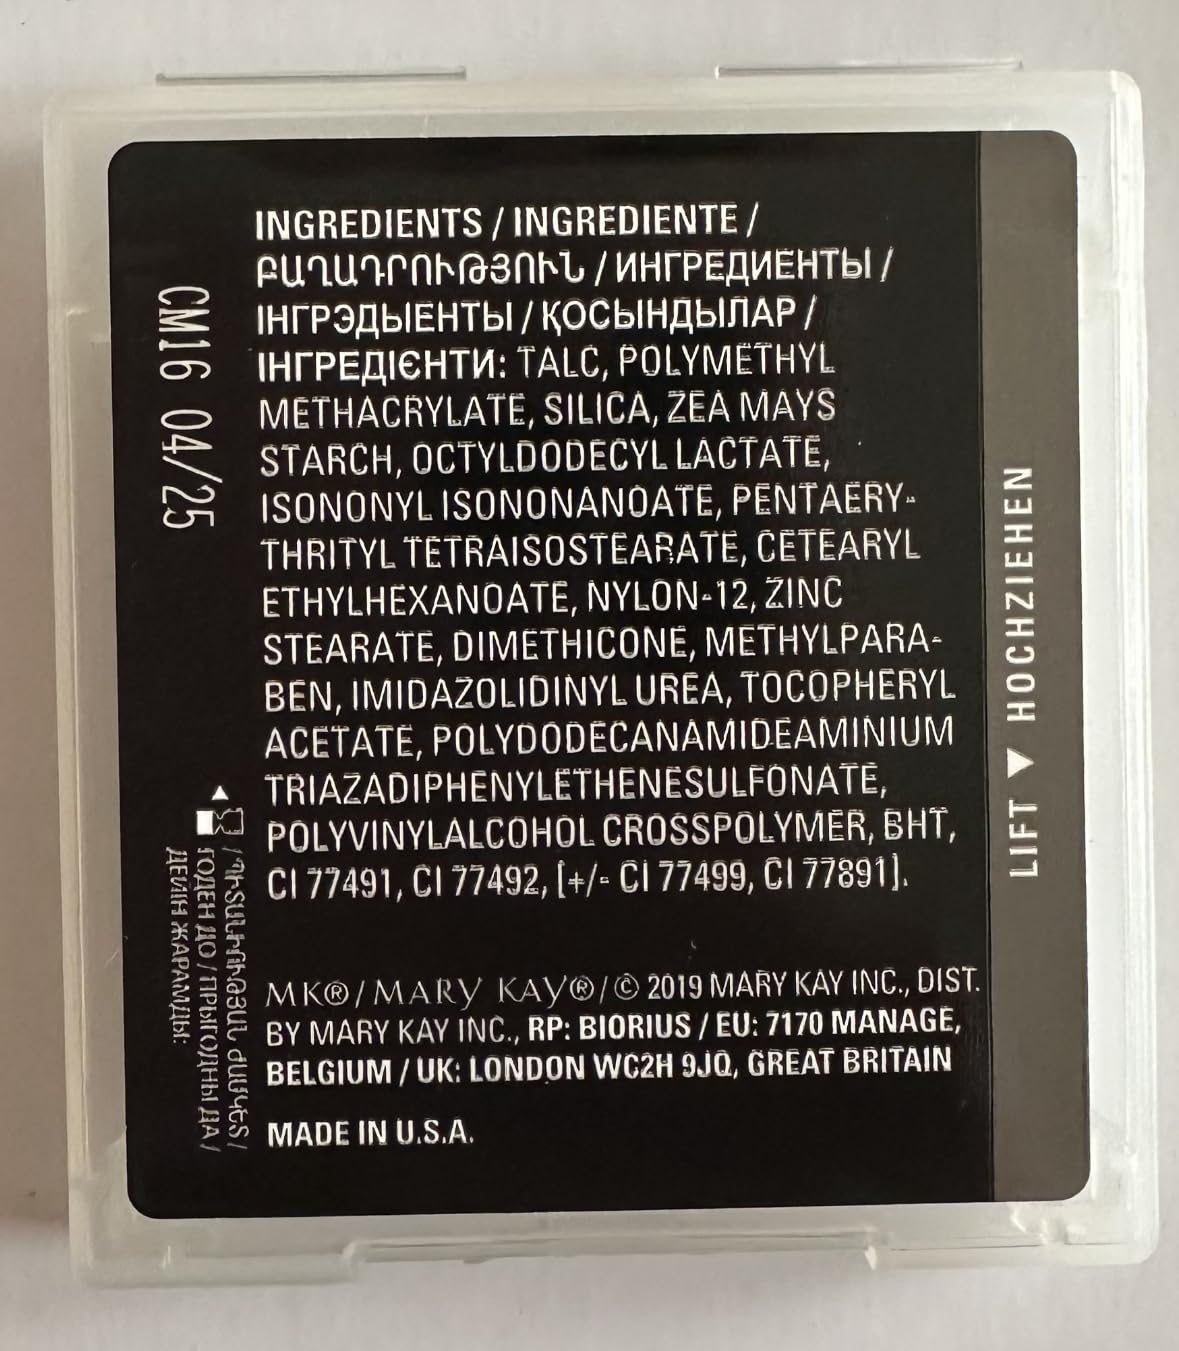 INGREDIENTS / INGREDIENTE /
ԲԱՂԱԴՐՈՒԹՅՈՒՆ / ИНГРЕДИЕНТЫ /
ІНГРЭДЫЕНТЫ / ҚОСЫНДЫЛАР /
ІНГРЕДІЄНТИ: TALC, POLYMETHYL
METHACRYLATE, SILICA, ZEA MAYS
STARCH, OCTYLDODECYL LACTATE,
ISONONYL ISONONANOATE, PENTAERY-
THRITYL TETRAISOSTEARATE, CETEARYL
ETHYLHEXANOATE, NYLON-12, ZINC
STEARATE, DIMETHICONE, METHYLPARA-
BEN, IMIDAZOLIDINYL UREA, TOCOPHERYL
ACETATE, POLYDODECANAMIDEAMINIUM
TRIAZADIPHENYLETHENESULFONATE,
POLYVINYLALCOHOL CROSSPOLYMER, BHT,
CI 77491, CI 77492, [+/- CI 77499, CI 77891].
MK®/MARY KAY®/© 2019 MARY KAY INC., DIST.
BY MARY KAY INC., RP: BIORIUS / EU: 7170 MANAGE,
BELGIUM / UK: LONDON WC2H 9JQ, GREAT BRITAIN
MADE IN U.S.A.
CM16 04/25
/ ՊԻՏԱՆԻՈՒԹՅԱՆ ԺԱՄԿԵՏ /
ГОДЕН ДО / ПРЫГОДНЫ ДА /
ДЕЙІН ЖАРАМДЫ:
LIFT ▼ HOCHZIEHEN